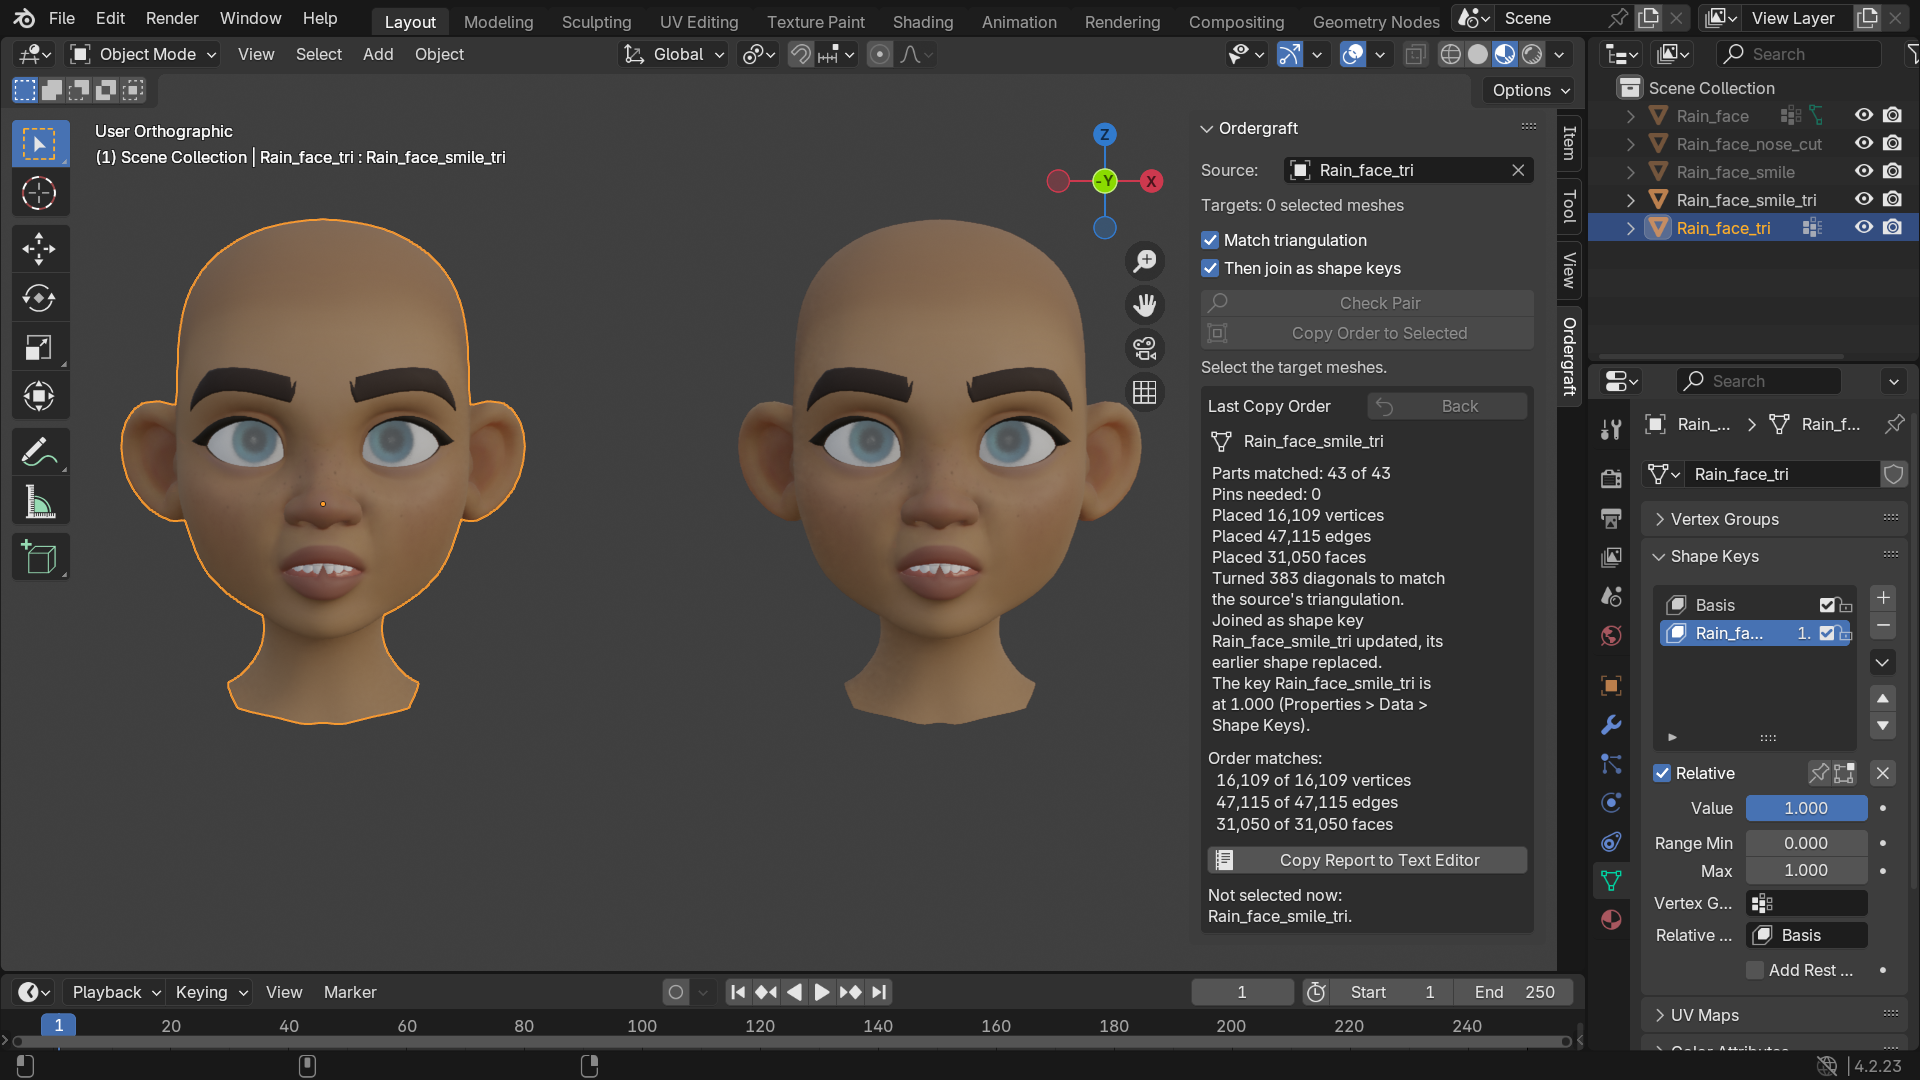 File Edit Render Window Help
Layout Modeling Sculpting UV Editing Texture Paint Shading Animation Rendering Compositing Geometry Nodes
Scene
View Layer
Object Mode View Select Add Object
Global
Search
Options
User Orthographic
(1) Scene Collection | Rain_face_tri : Rain_face_smile_tri
Z
-Y
X
Item
Tool
View
Ordergraft
Ordergraft
Source: Rain_face_tri
Targets: 0 selected meshes
Match triangulation
Then join as shape keys
Check Pair
Copy Order to Selected
Select the target meshes.
Last Copy Order Back
Rain_face_smile_tri
Parts matched: 43 of 43
Pins needed: 0
Placed 16,109 vertices
Placed 47,115 edges
Placed 31,050 faces
Turned 383 diagonals to match
the source's triangulation.
Joined as shape key
Rain_face_smile_tri updated, its
earlier shape replaced.
The key Rain_face_smile_tri is
at 1.000 (Properties > Data >
Shape Keys).
Order matches:
16,109 of 16,109 vertices
47,115 of 47,115 edges
31,050 of 31,050 faces
Copy Report to Text Editor
Not selected now:
Rain_face_smile_tri.
Scene Collection
Rain_face
Rain_face_nose_cut
Rain_face_smile
Rain_face_smile_tri
Rain_face_tri
Search
Rain_... Rain_f...
Rain_face_tri
Vertex Groups
Shape Keys
Basis
Rain_fa... 1.
Relative
Value 1.000
Range Min 0.000
Max 1.000
Vertex G...
Relative ... Basis
Add Rest ...
UV Maps
Playback Keying View Marker
1 Start 1 End 250
1 20 40 60 80 100 120 140 160 180 200 220 240
4.2.23